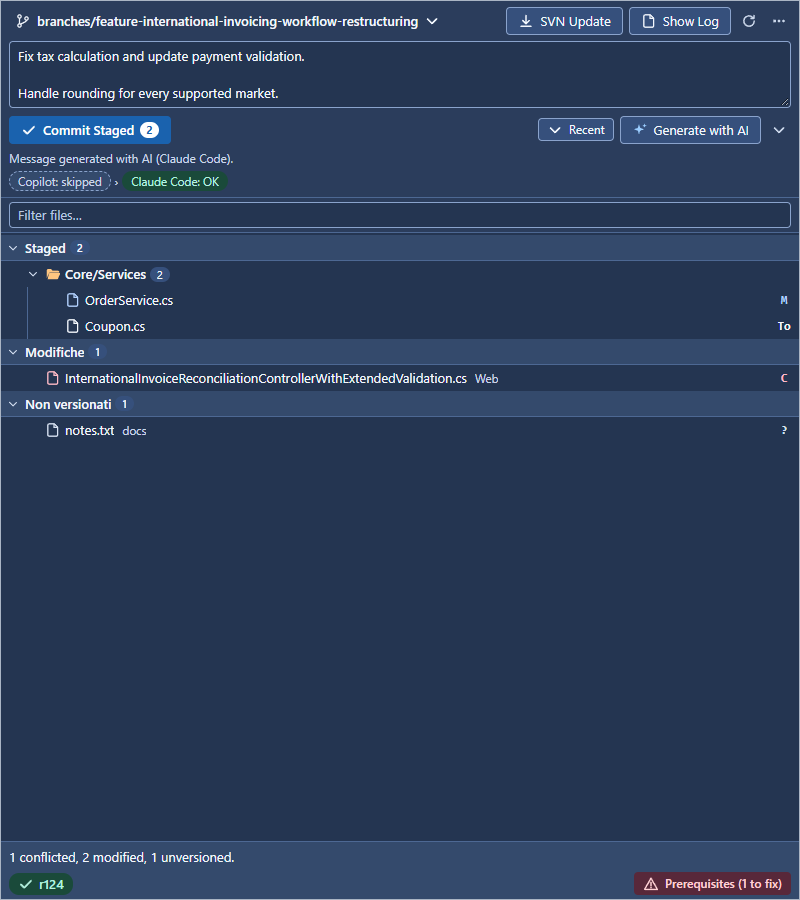 branches/feature-international-invoicing-workflow-restructuring SVN Update Show Log
Fix tax calculation and update payment validation.
Handle rounding for every supported market.
Commit Staged 2 Recent Generate with AI
Message generated with AI (Claude Code).
Copilot: skipped › Claude Code: OK
Filter files...
Staged 2
Core/Services 2
OrderService.cs M
Coupon.cs To
Modifiche 1
InternationalInvoiceReconciliationControllerWithExtendedValidation.cs Web C
Non versionati 1
notes.txt docs ?
1 conflicted, 2 modified, 1 unversioned.
r124 Prerequisites (1 to fix)